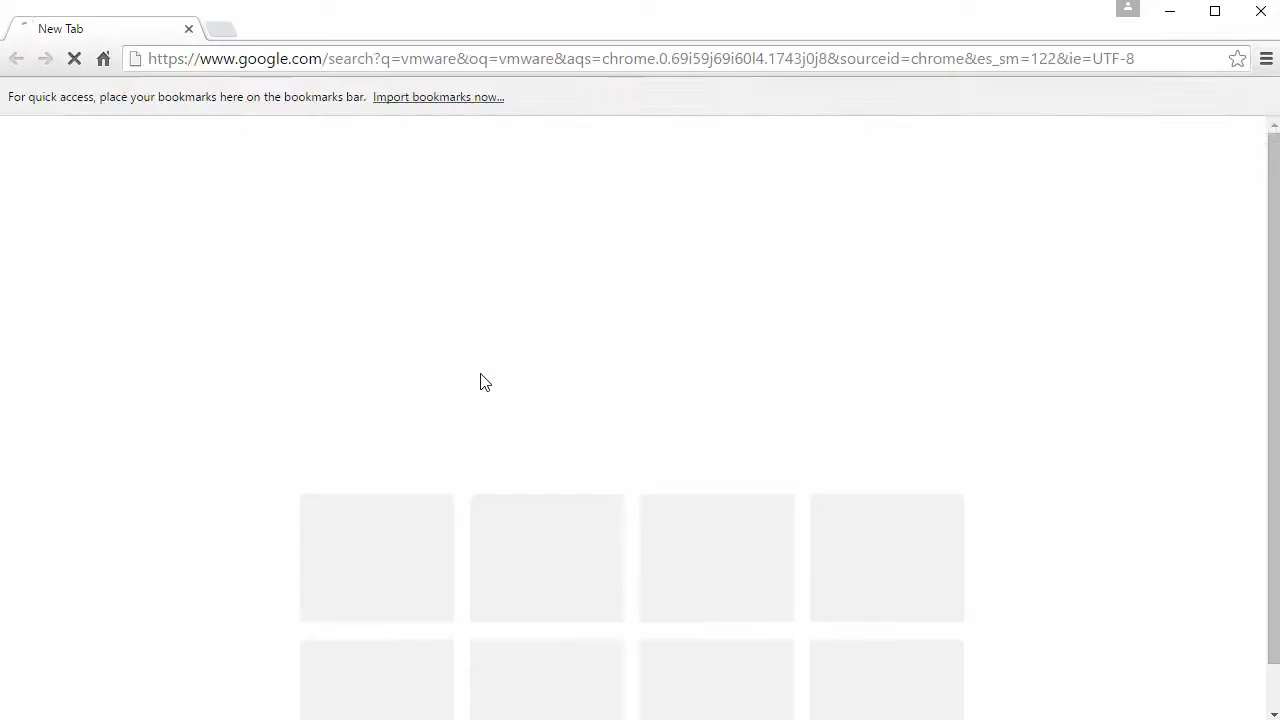 New Tab
https://www.google.com/search?q=vmware&oq=vmware&aqs=chrome.0.69i59j69i60l4.1743j0j8&sourceid=chrome&es_sm=122&ie=UTF-8
For quick access, place your bookmarks here on the bookmarks bar. Import bookmarks now...